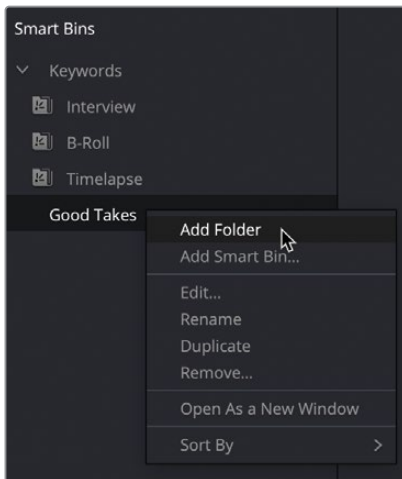 Smart Bins
Keywords
Interview
B-Roll
Timelapse
Good Takes
Add Folder
Add Smart Bin...
Edit...
Rename
Duplicate
Remove...
Open As a New Window
Sort By